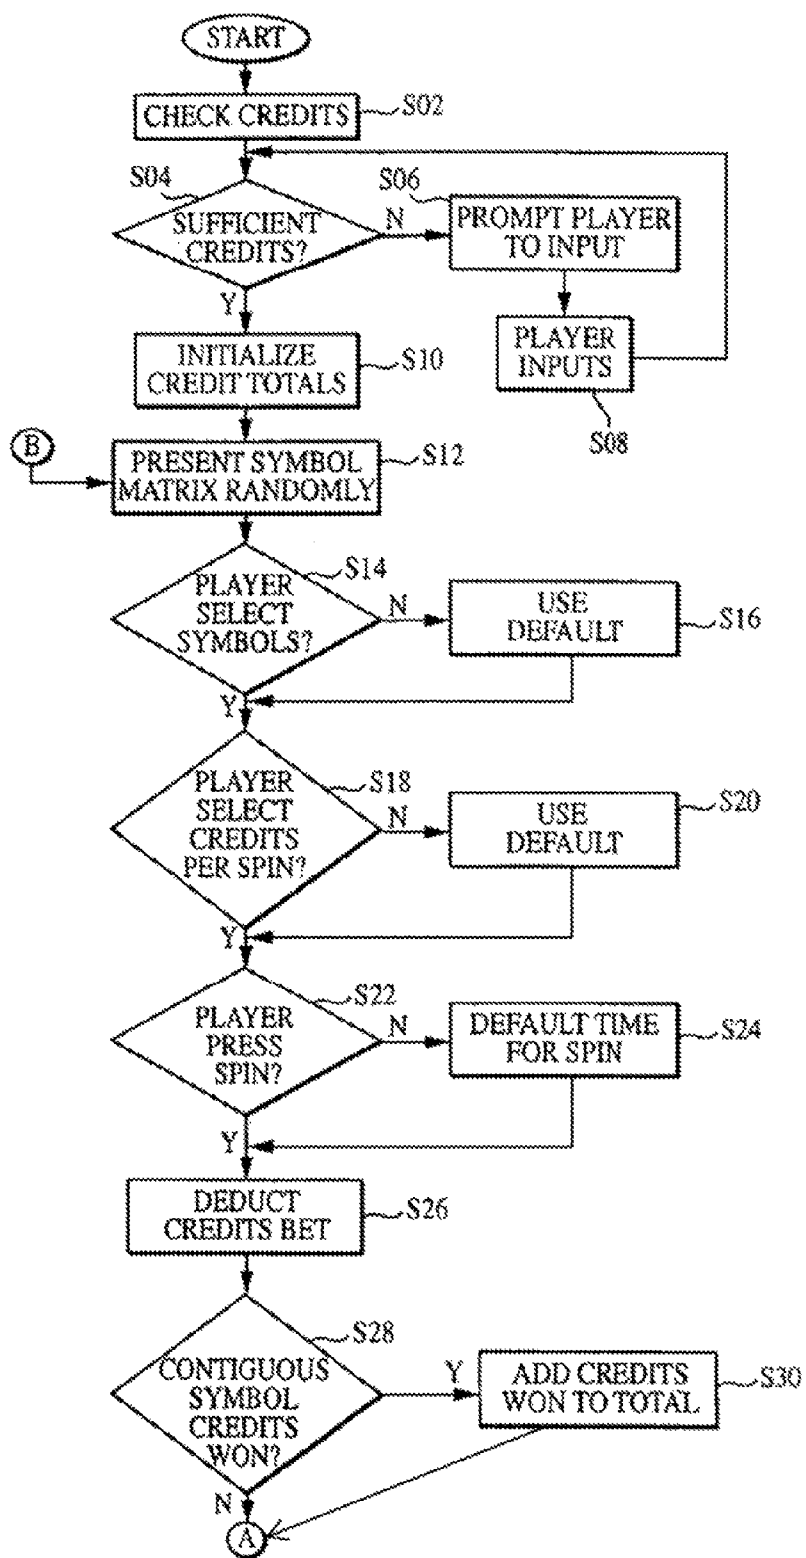 START
CHECK CREDITS
S02
S04
SUFFICIENT
CREDITS?
N
S06
PROMPT PLAYER
TO INPUT
Y
PLAYER
INPUTS
S08
INITIALIZE
CREDIT TOTALS
S10
B
PRESENT SYMBOL
MATRIX RANDOMLY
S12
PLAYER
SELECT
SYMBOLS?
S14
N
USE
DEFAULT
S16
Y
PLAYER
SELECT
CREDITS
PER SPIN?
S18
N
USE
DEFAULT
S20
Y
PLAYER
PRESS
SPIN?
S22
N
DEFAULT TIME
FOR SPIN
S24
Y
DEDUCT
CREDITS BET
S26
CONTIGUOUS
SYMBOL
CREDITS
WON?
S28
Y
ADD CREDITS
WON TO TOTAL
S30
N
A